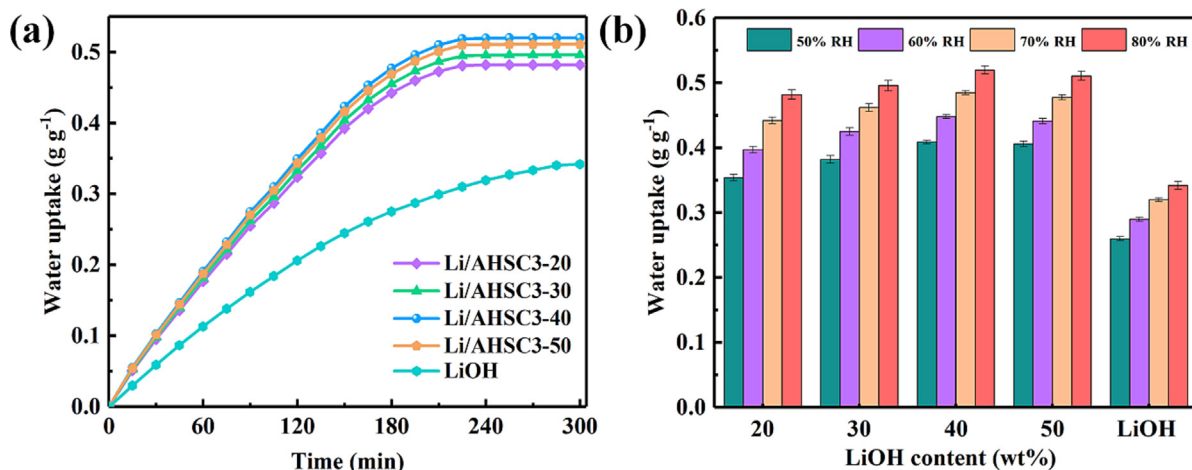 (a)
Water uptake (g g⁻¹)
0.5
0.4
0.3
0.2
0.1
0.0
Li/AHSC3-20
Li/AHSC3-30
Li/AHSC3-40
Li/AHSC3-50
LiOH
0 60 120 180 240 300
Time (min)
(b)
Water uptake (g g⁻¹)
0.6
0.5
0.4
0.3
0.2
0.1
0.0
50% RH 60% RH 70% RH 80% RH
20 30 40 50 LiOH
LiOH content (wt%)